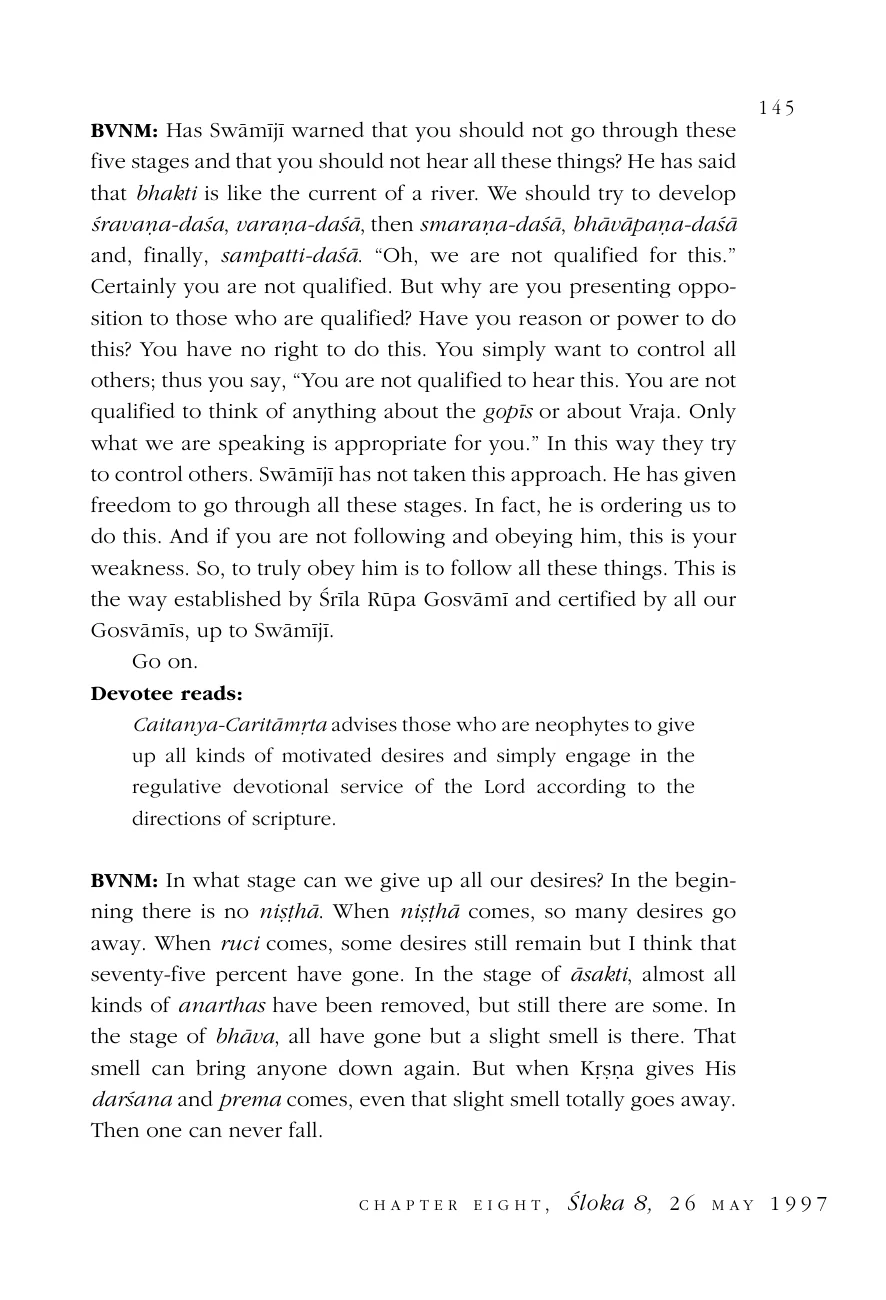 145
BVNM: Has Swāmījī warned that you should not go through these
five stages and that you should not hear all these things? He has said
that bhakti is like the current of a river. We should try to develop
śravaṇa-daśa, varaṇa-daśā, then smaraṇa-daśā, bhāvāpaṇa-daśā
and, finally, sampatti-daśā. “Oh, we are not qualified for this.”
Certainly you are not qualified. But why are you presenting oppo-
sition to those who are qualified? Have you reason or power to do
this? You have no right to do this. You simply want to control all
others; thus you say, “You are not qualified to hear this. You are not
qualified to think of anything about the gopīs or about Vraja. Only
what we are speaking is appropriate for you.” In this way they try
to control others. Swāmījī has not taken this approach. He has given
freedom to go through all these stages. In fact, he is ordering us to
do this. And if you are not following and obeying him, this is your
weakness. So, to truly obey him is to follow all these things. This is
the way established by Śrīla Rūpa Gosvāmī and certified by all our
Gosvāmīs, up to Swāmījī.
Go on.
Devotee reads:
Caitanya-Caritāmṛta advises those who are neophytes to give
up all kinds of motivated desires and simply engage in the
regulative devotional service of the Lord according to the
directions of scripture.
BVNM: In what stage can we give up all our desires? In the begin-
ning there is no niṣṭhā. When niṣṭhā comes, so many desires go
away. When ruci comes, some desires still remain but I think that
seventy-five percent have gone. In the stage of āsakti, almost all
kinds of anarthas have been removed, but still there are some. In
the stage of bhāva, all have gone but a slight smell is there. That
smell can bring anyone down again. But when Kṛṣṇa gives His
darśana and prema comes, even that slight smell totally goes away.
Then one can never fall.
CHAPTER EIGHT, Śloka 8, 26 MAY 1997